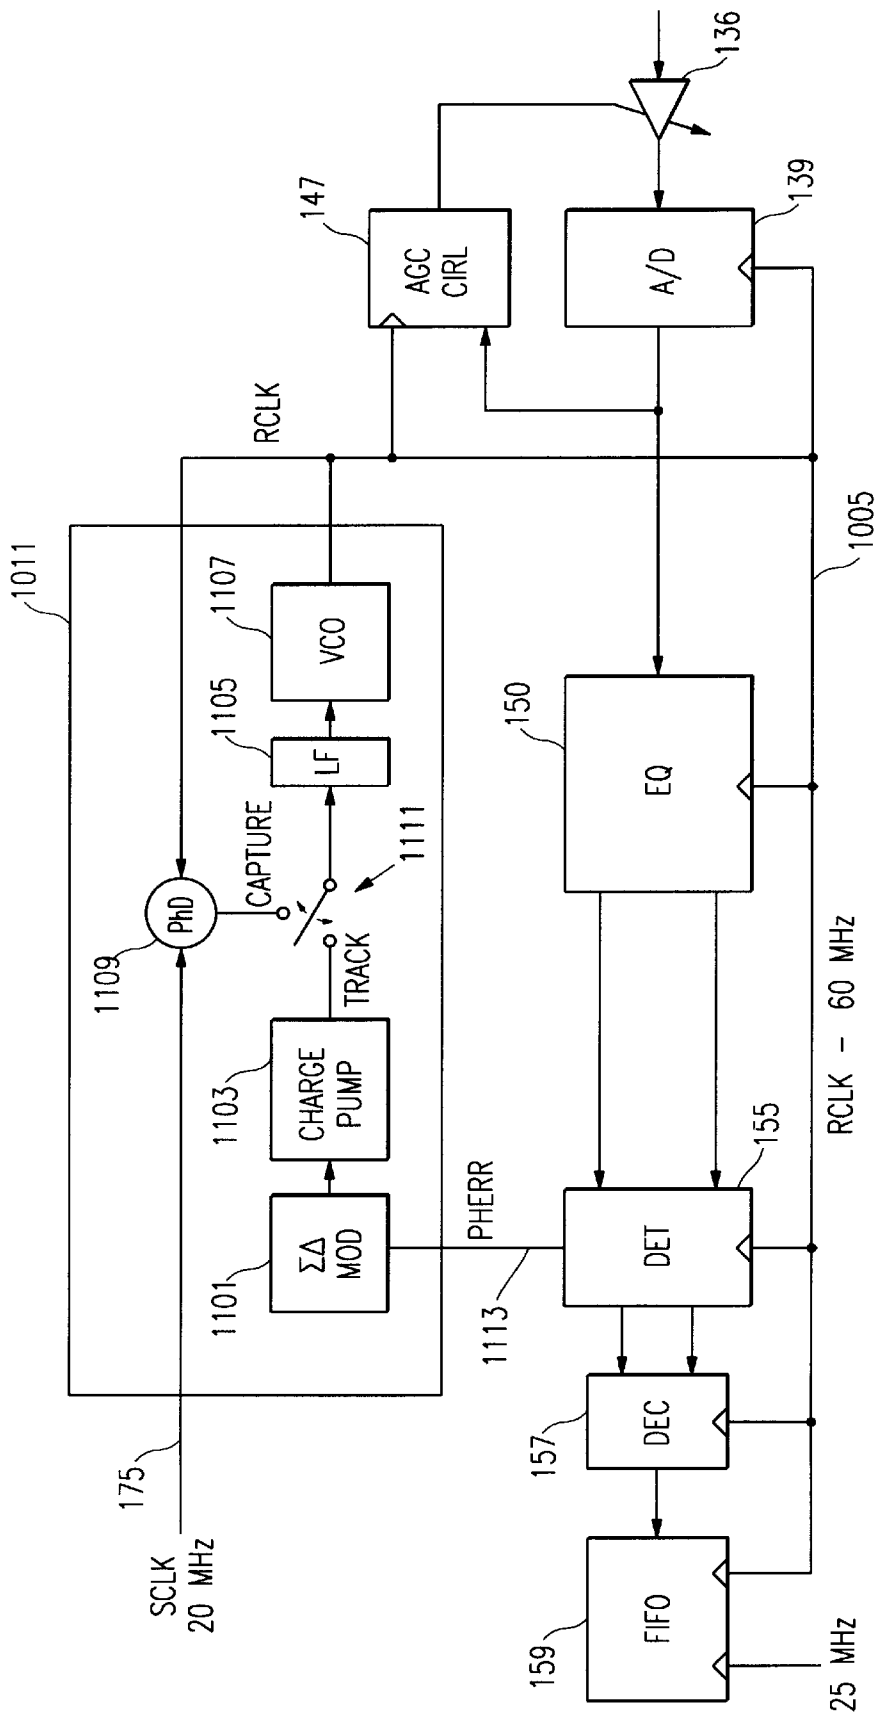 1011
SCLK
20 MHz
175
1109
PhD
RCLK
CAPTURE
TRACK
1111
1101
ΣΔ
MOD
1103
CHARGE
PUMP
1105
LF
1107
VCO
147
AGC
CIRL
136
PHERR
1113
159
FIFO
157
DEC
DET
155
150
EQ
A/D
139
25 MHz
RCLK – 60 MHz
1005